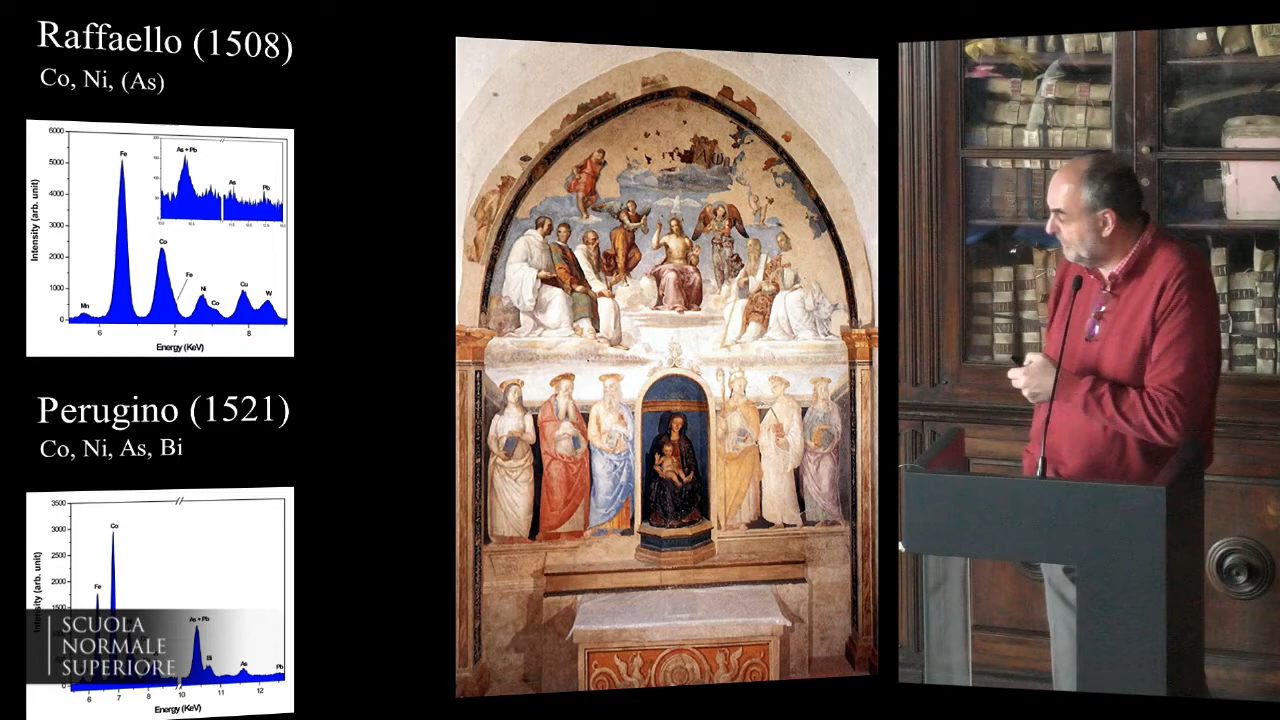 Raffaello (1508)
Co, Ni, (As)
6000
5000
4000
3000
2000
1000
0
Intensity (arb. unit)
Fe
Co
Fe
Mn
Ni
Co
Cu
W
As + Pb
As
Pb
6
7
8
Energy (KeV)
Perugino (1521)
Co, Ni, As, Bi
3500
3000
2500
2000
1500
0
Intensity (arb. unit)
Co
Fe
As + Pb
Bi
As
Pb
6
7
8
10
11
12
Energy (KeV)
SCUOLA
NORMALE
SUPERIORE